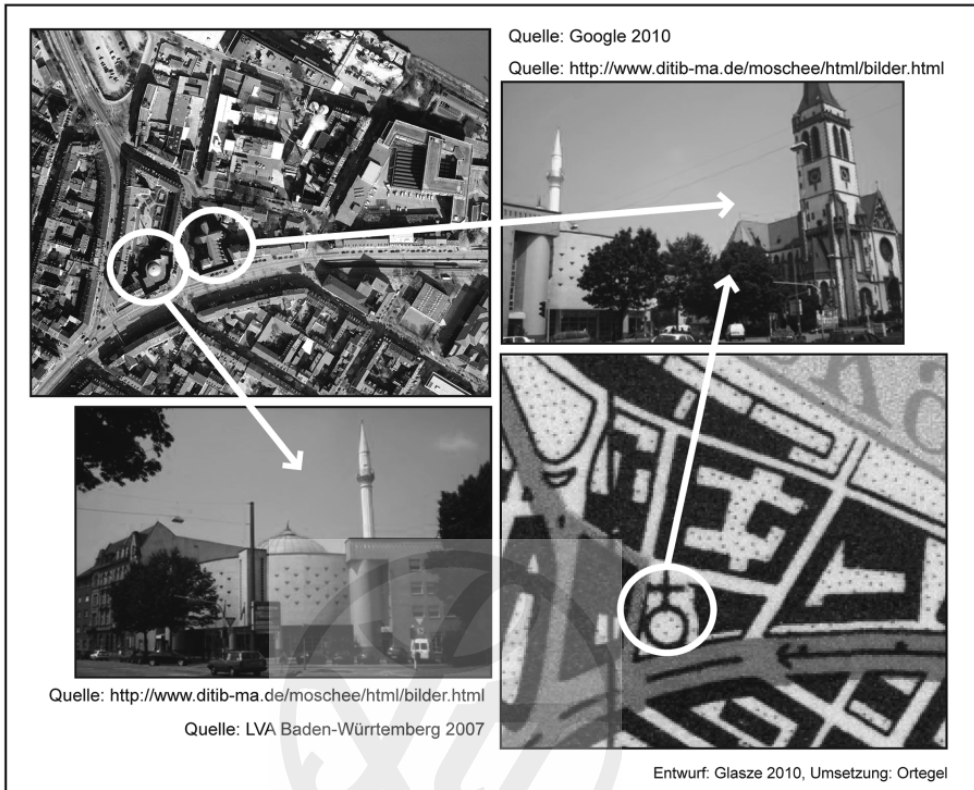 Quelle: Google 2010
Quelle: http://www.ditib-ma.de/moschee/html/bilder.html
Quelle: http://www.ditib-ma.de/moschee/html/bilder.html
Quelle: LVA Baden-Würrtemberg 2007
Entwurf: Glasze 2010, Umsetzung: Ortegel